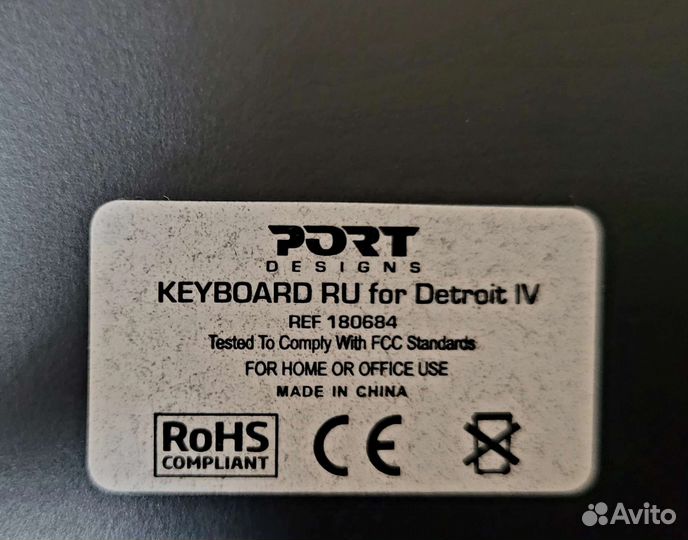 PORT
DESIGNS
KEYBOARD RU for Detroit IV
REF 180684
Tested To Comply With FCC Standards
FOR HOME OR OFFICE USE
MADE IN CHINA
RoHS
COMPLIANT
CE
Avito